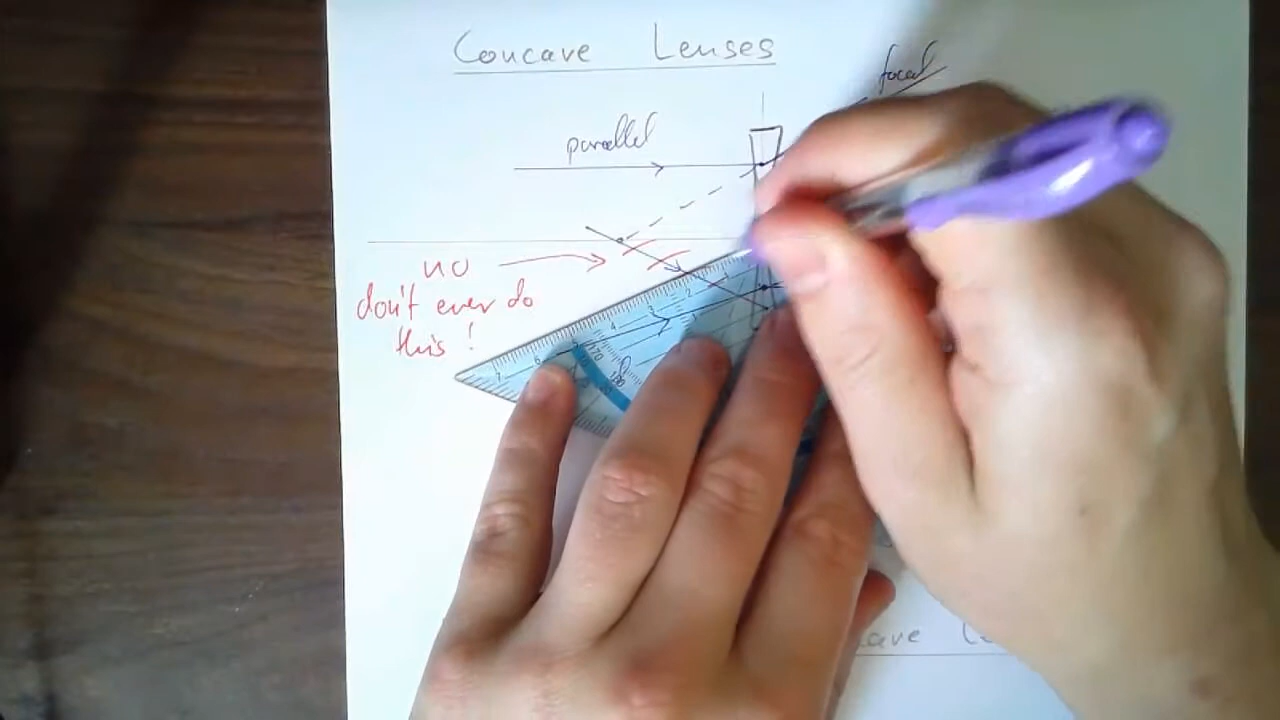 Concave Lenses
focal
parallel
no
don't ever do
this!